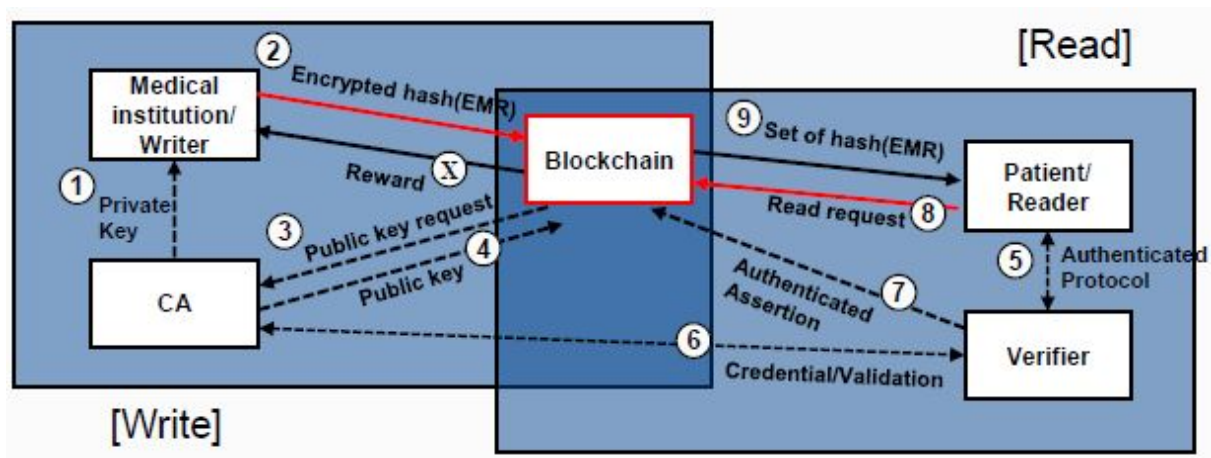 [Read]
2
Encrypted hash(EMR)
Medical
institution/
Writer
9
Set of hash(EMR)
Blockchain
Reward
X
Patient/
Reader
Read request
8
1
Private
Key
3
Public key request
4
Public key
5
Authenticated
Protocol
CA
Authenticated
Assertion
7
6
Credential/Validation
Verifier
[Write]